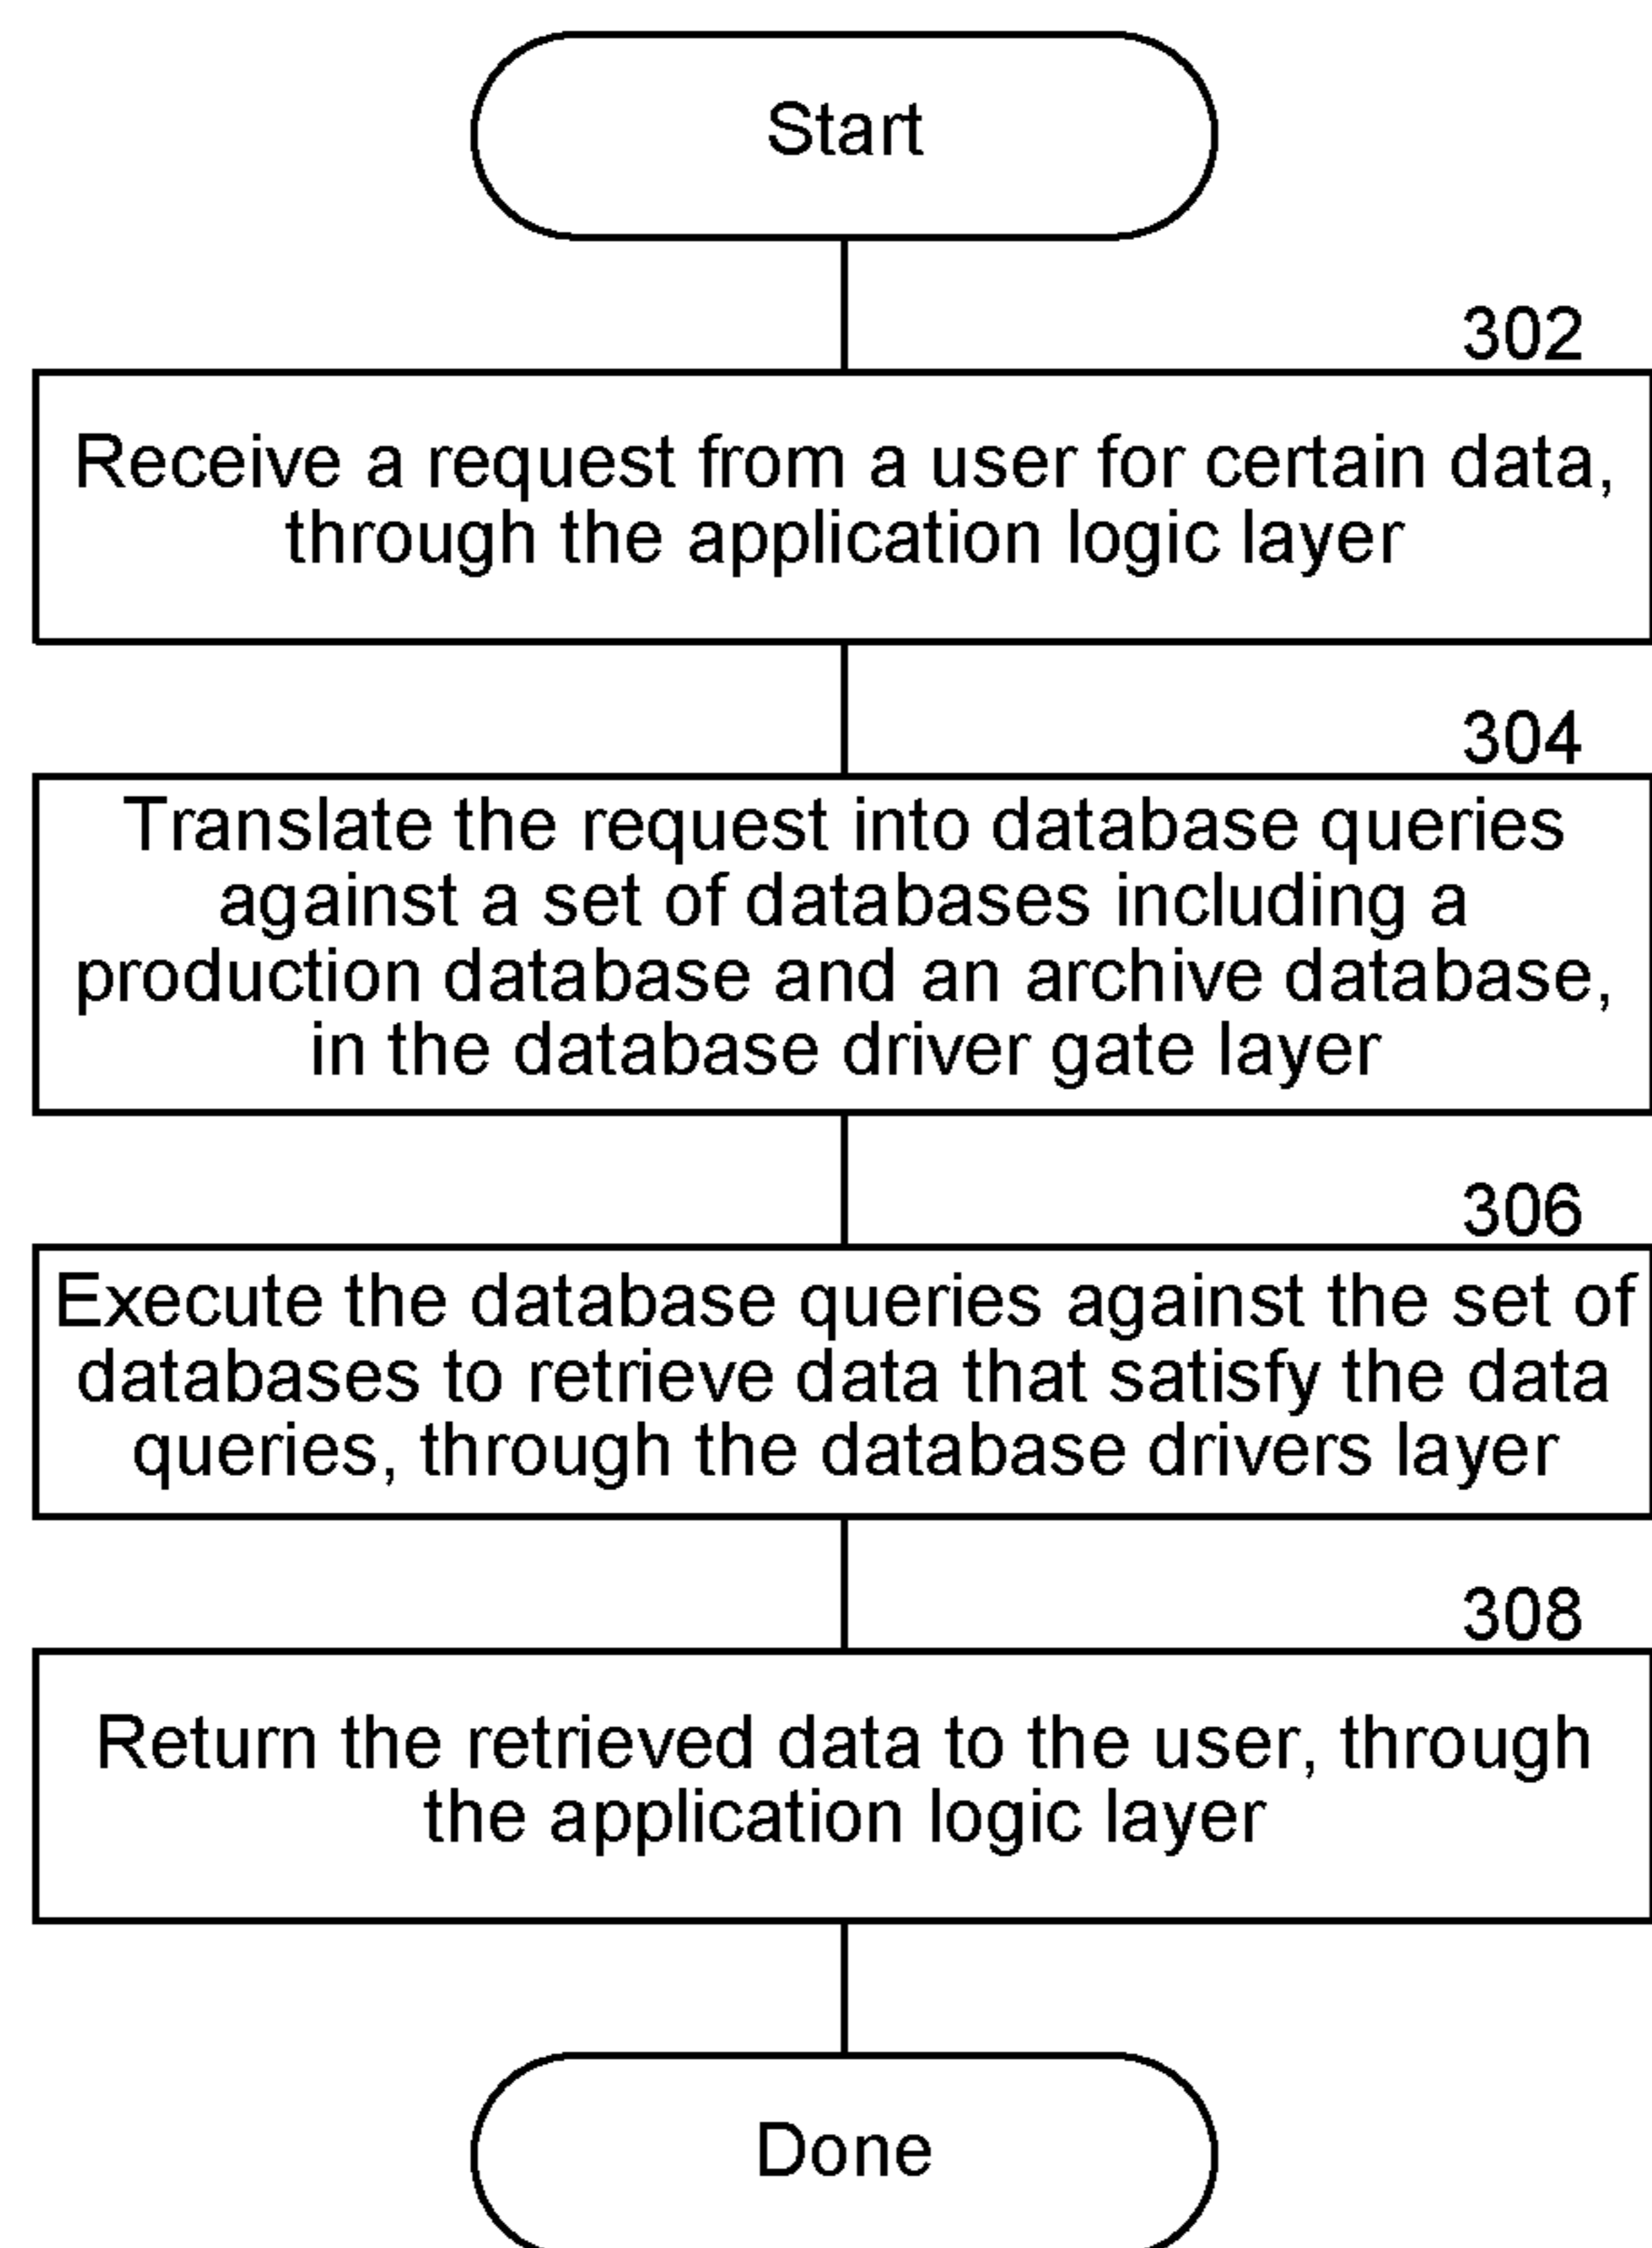 Start
302
Receive a request from a user for certain data,
through the application logic layer
304
Translate the request into database queries
against a set of databases including a
production database and an archive database,
in the database driver gate layer
306
Execute the database queries against the set of
databases to retrieve data that satisfy the data
queries, through the database drivers layer
308
Return the retrieved data to the user, through
the application logic layer
Done